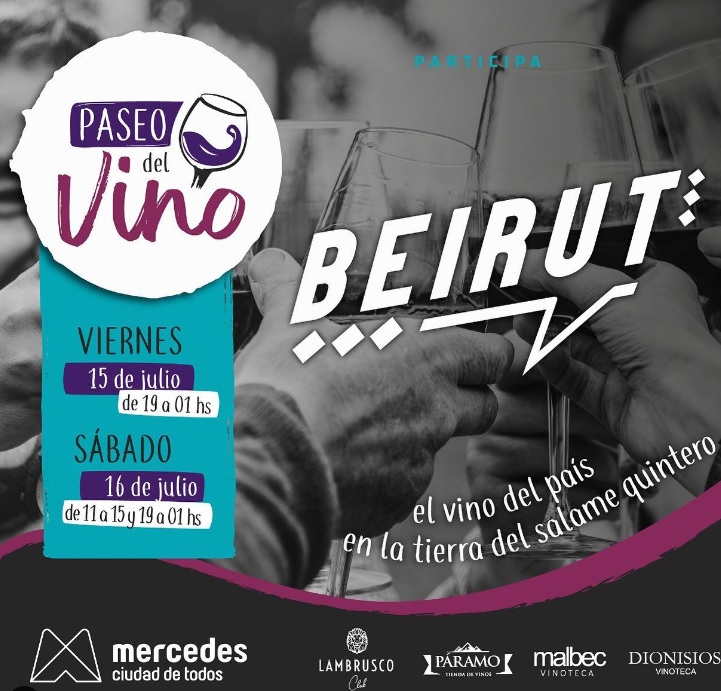 PARTICIPA
PASEO
del
Vino
BEIRUT
VIERNES
15 de julio
de 19 a 01 hs
SÁBADO
16 de julio
de 11 a 15 y 19 a 01 hs
el vino del país
en la tierra del salame quintero
mercedes
ciudad de todos
LAMBRUSCO
Club
PÁRAMO
TIENDA DE VINOS
malbec
VINOTECA
DIONISIOS
VINOTECA